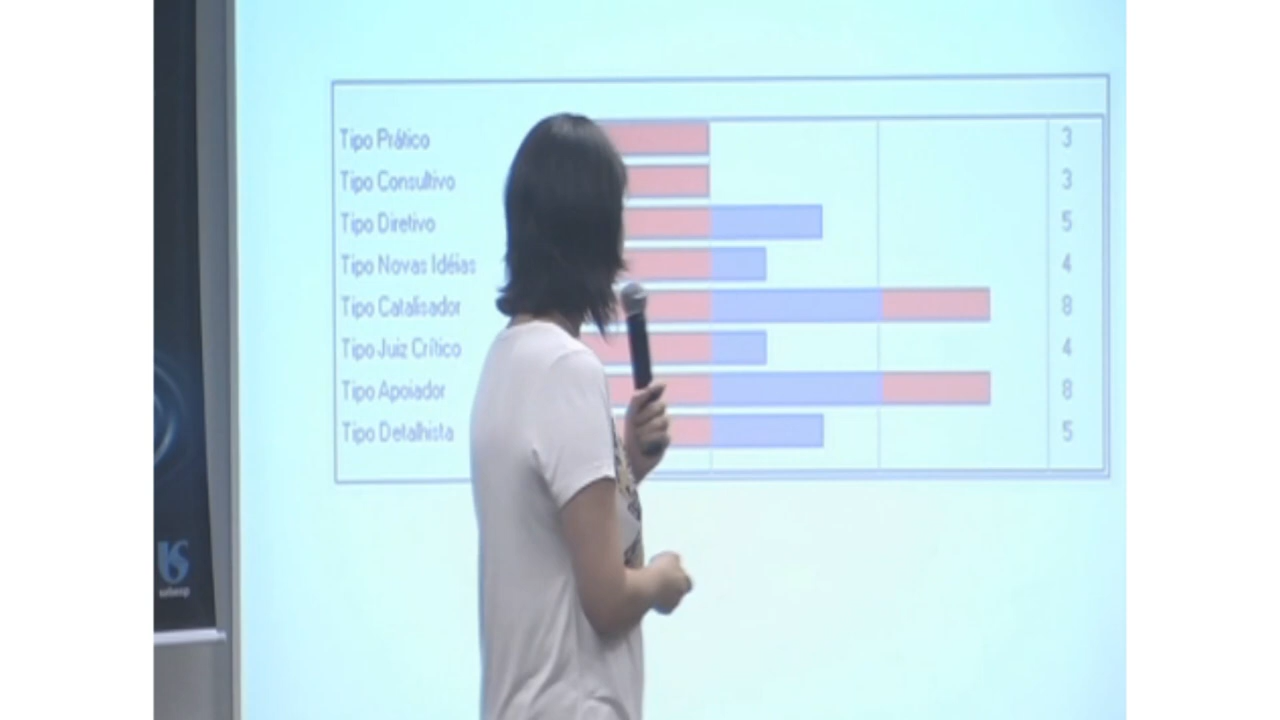 Tipo Prático 3
Tipo Consultivo 3
Tipo Diretivo 5
Tipo Novas Idéias 4
Tipo Catalisador 8
Tipo Juiz Crítico 4
Tipo Apoiador 8
Tipo Detalhista 5
sabesp